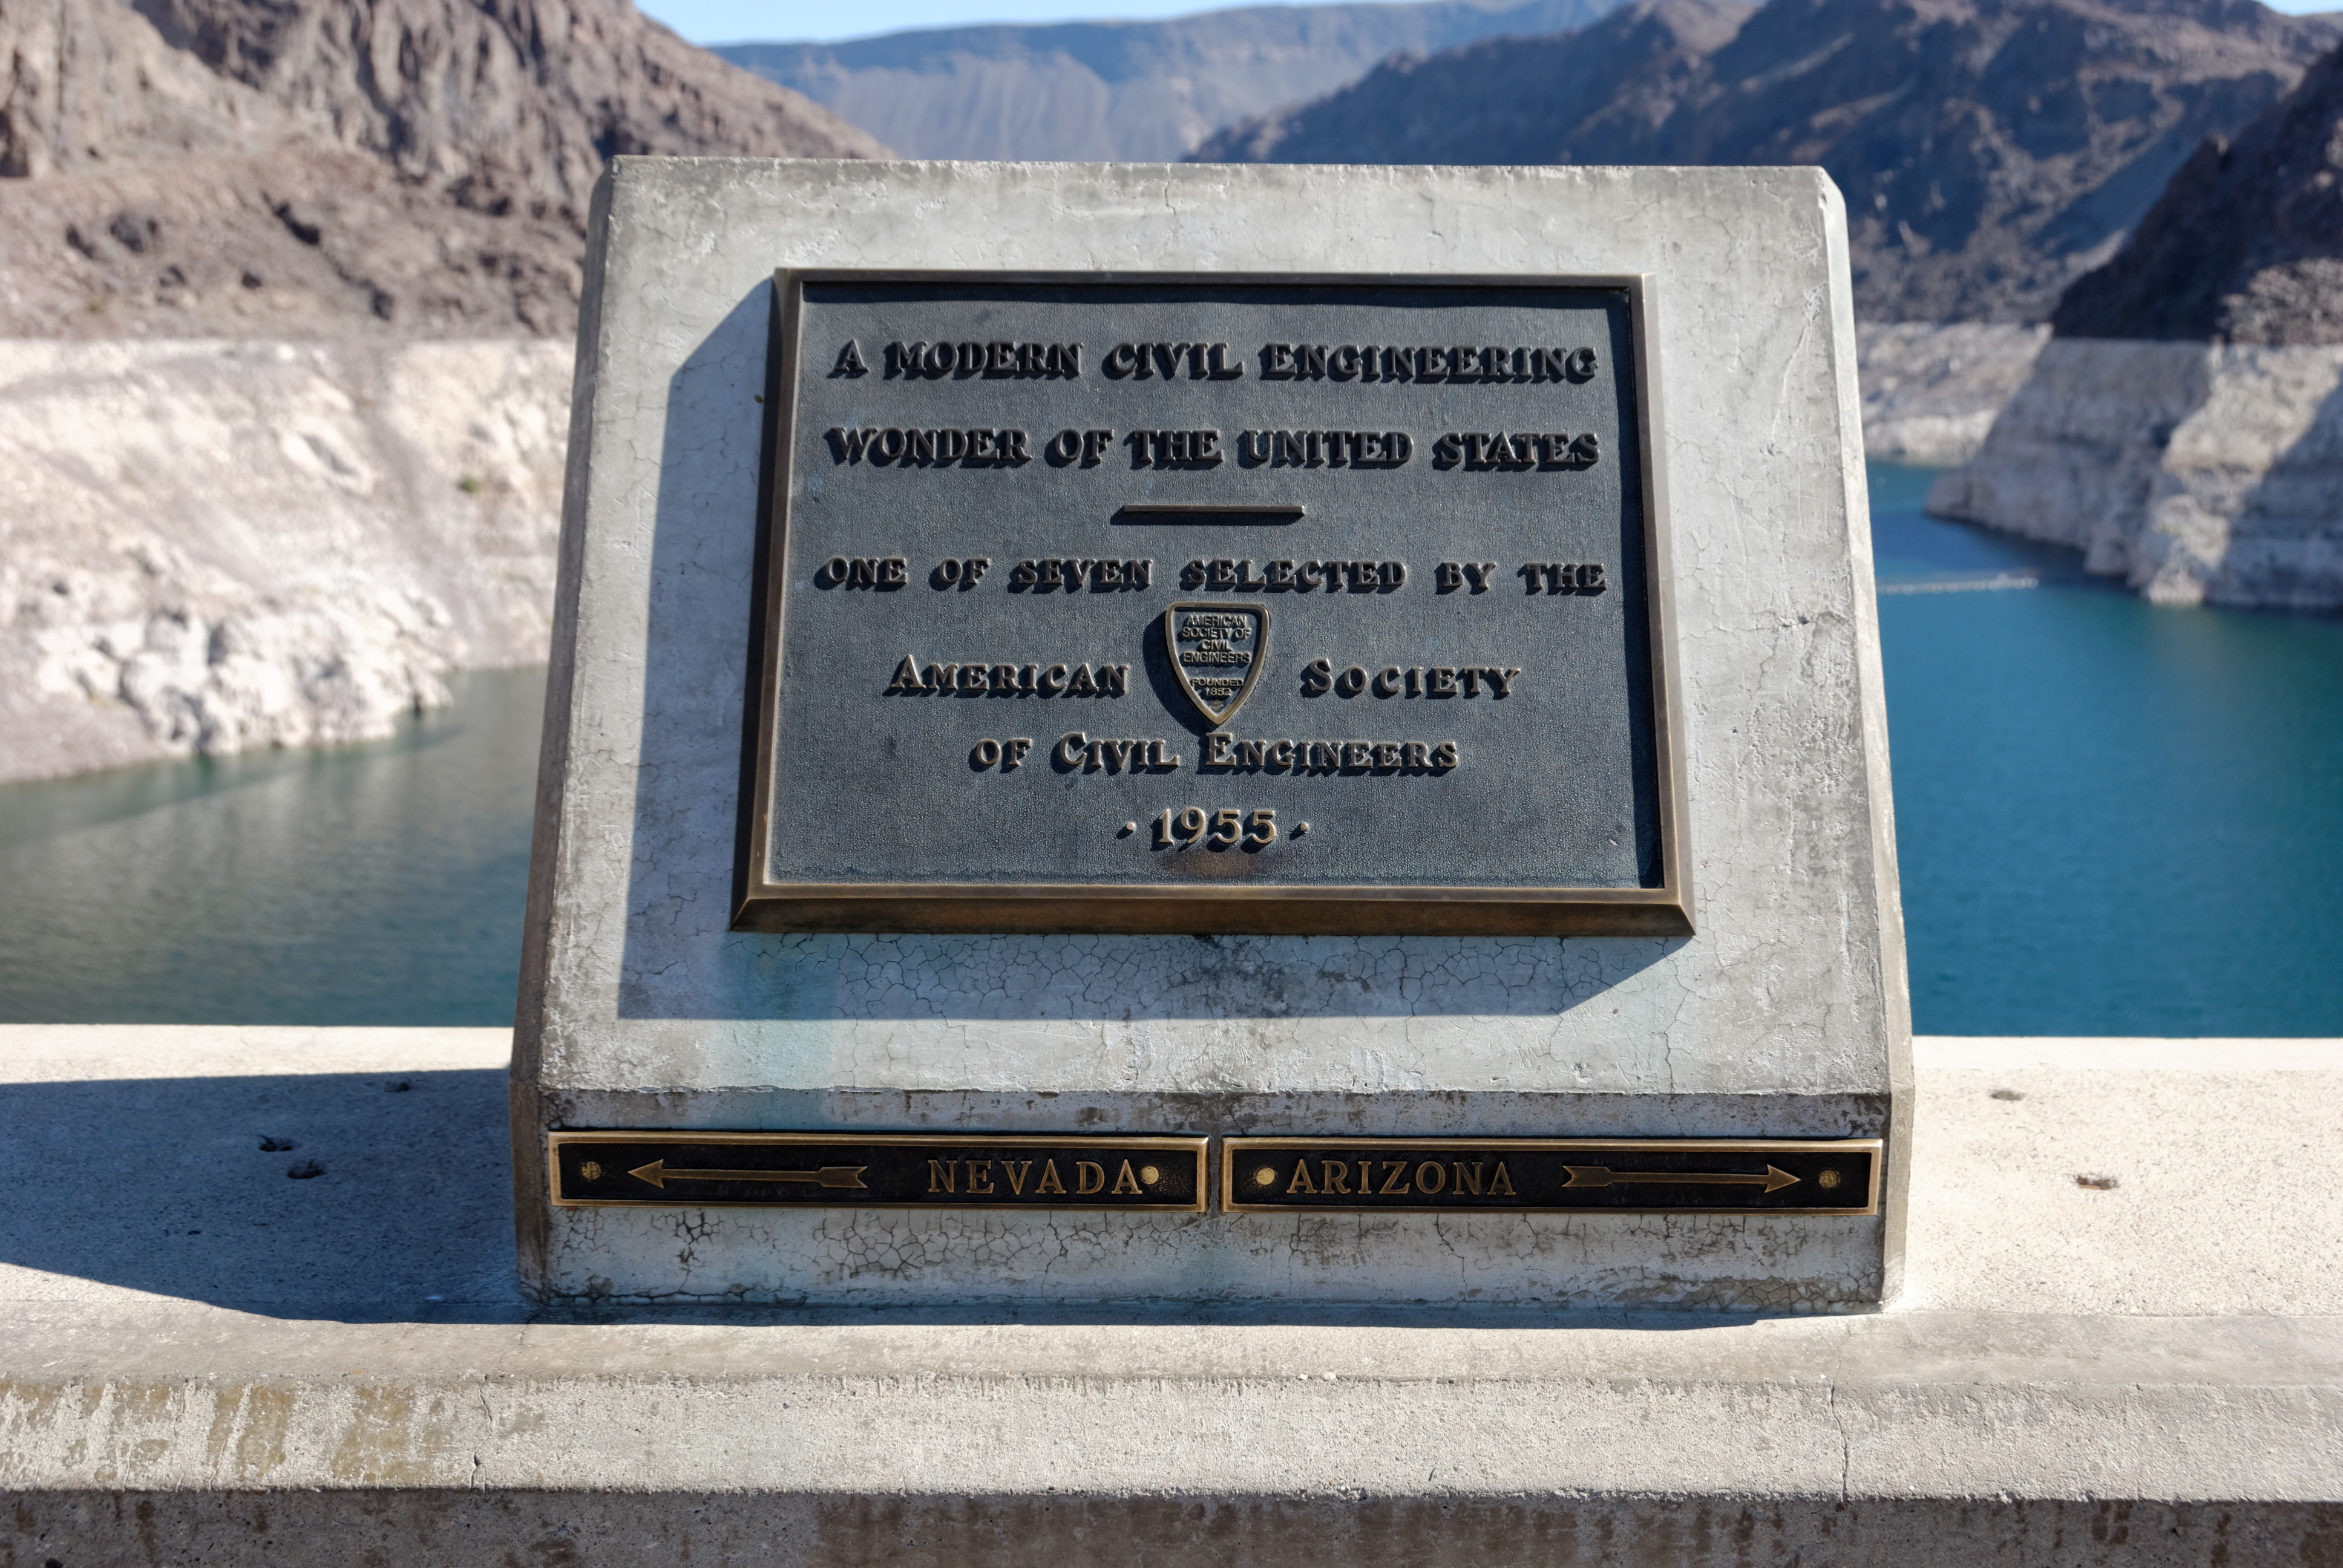 A MODERN CIVIL ENGINEERING
WONDER OF THE UNITED STATES
ONE OF SEVEN SELECTED BY THE
AMERICAN
SOCIETY OF
CIVIL
ENGINEERS
FOUNDED
1852
AMERICAN SOCIETY
OF CIVIL ENGINEERS
· 1955 ·
NEVADA
ARIZONA